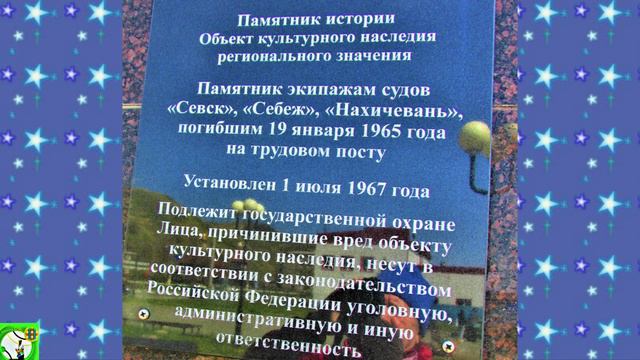 Памятник истории
Объект культурного наследия
регионального значения
Памятник экипажам судов
«Севск», «Себеж», «Нахичевань»,
погибшим 19 января 1965 года
на трудовом посту
Установлен 1 июля 1967 года
Подлежит государственной охране
Лица, причинившие вред объекту
культурного наследия, несут в
соответствии с законодательством
Российской Федерации уголовную,
административную и иную
ответственность